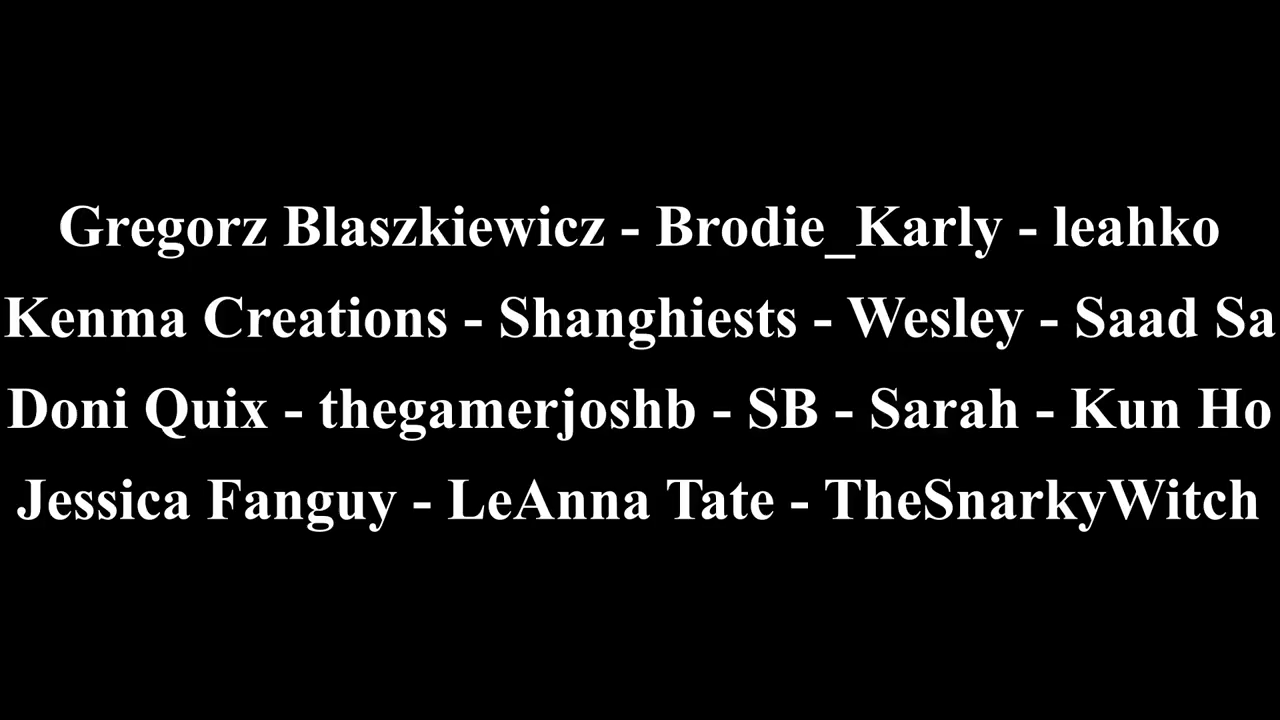 Gregorz Blaszkiewicz - Brodie_Karly - leahko
Kenma Creations - Shanghiests - Wesley - Saad Sa
Doni Quix - thegamerjoshb - SB - Sarah - Kun Ho
Jessica Fanguy - LeAnna Tate - TheSnarkyWitch